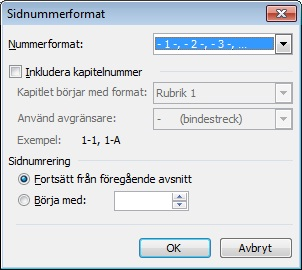 Sidnummerformat
Nummerformat: - 1 -, - 2 -, - 3 -, ...
Inkludera kapitelnummer
Kapitlet börjar med format: Rubrik 1
Använd avgränsare: - (bindestreck)
Exempel: 1-1, 1-A
Sidnumrering
Fortsätt från föregående avsnitt
Börja med:
OK Avbryt